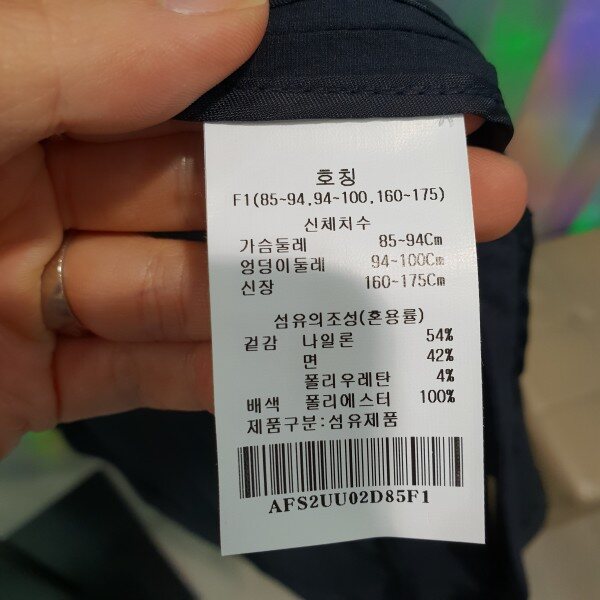 호칭
F1(85~94,94~100,160~175)
신체치수
가슴둘레 85~94Cm
엉덩이둘레 94~100Cm
신장 160~175Cm
섬유의조성(혼용률)
겉감 나일론 54%
면 42%
폴리우레탄 4%
배색 폴리에스터 100%
제품구분:섬유제품
AFS2UU02D85F1